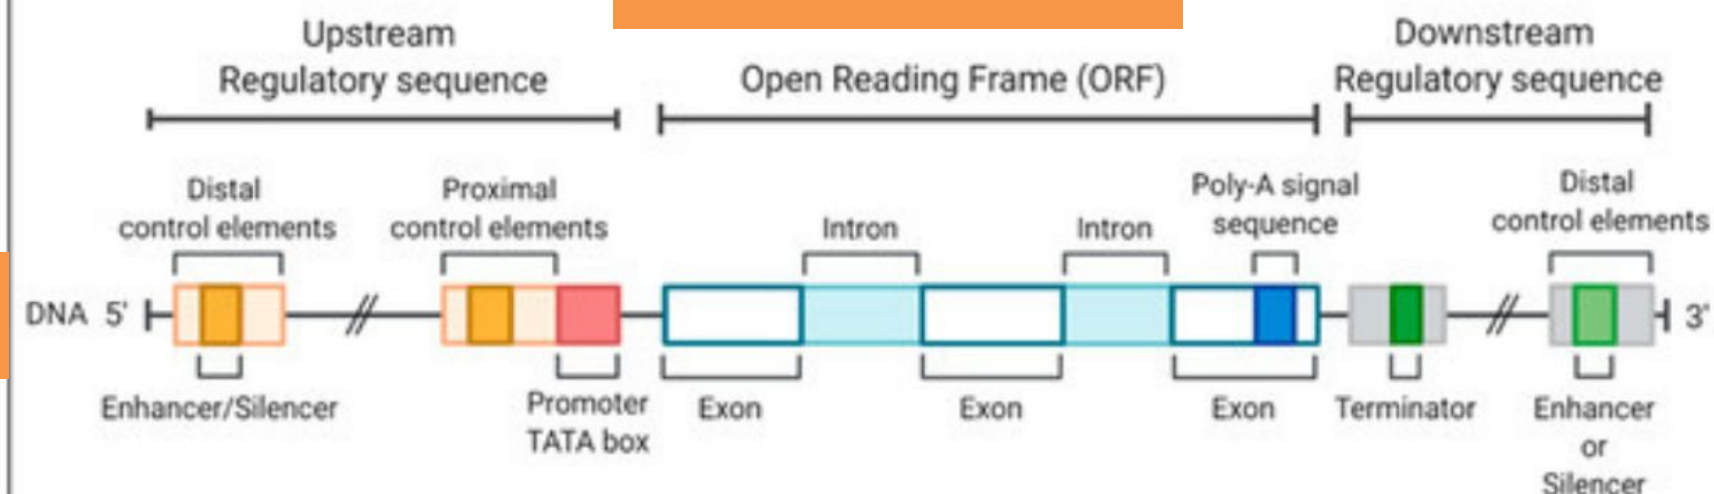 Upstream
Regulatory sequence
Open Reading Frame (ORF)
Downstream
Regulatory sequence
Distal
control elements
Proximal
control elements
Intron
Intron
Poly-A signal
sequence
Distal
control elements
DNA 5'
3'
Enhancer/Silencer
Promoter
TATA box
Exon
Exon
Exon
Terminator
Enhancer
or
Silencer